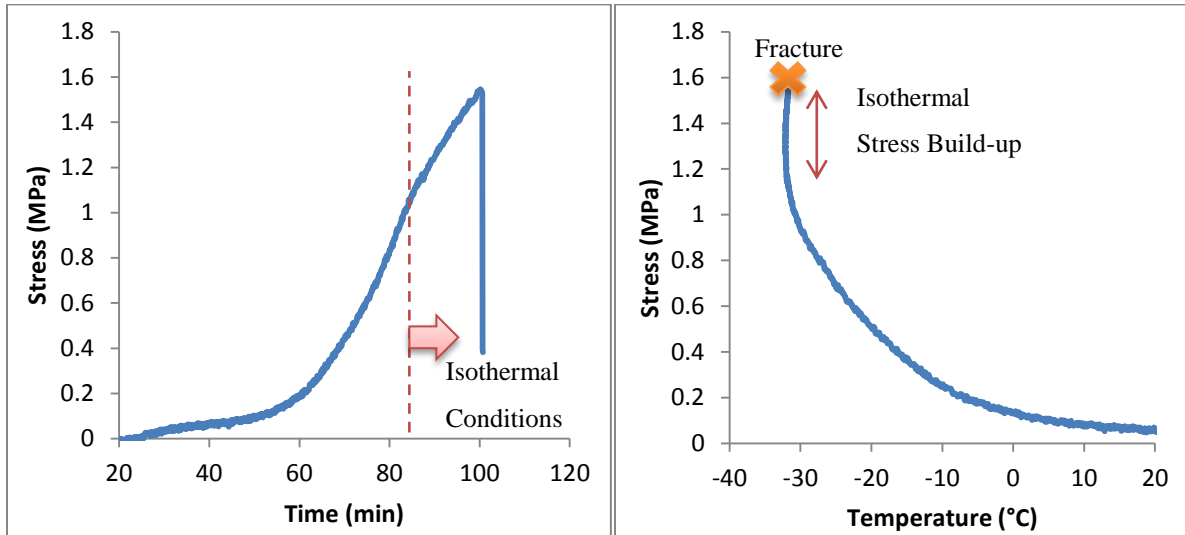 1.8
1.6
1.4
1.2
1
0.8
0.6
0.4
0.2
0
Stress (MPa)
20 40 60 80 100 120
Time (min)
Isothermal
Conditions
1.8
1.6
1.4
1.2
1
0.8
0.6
0.4
0.2
0
Stress (MPa)
-40 -30 -20 -10 0 10 20
Temperature (°C)
Fracture
Isothermal
Stress Build-up